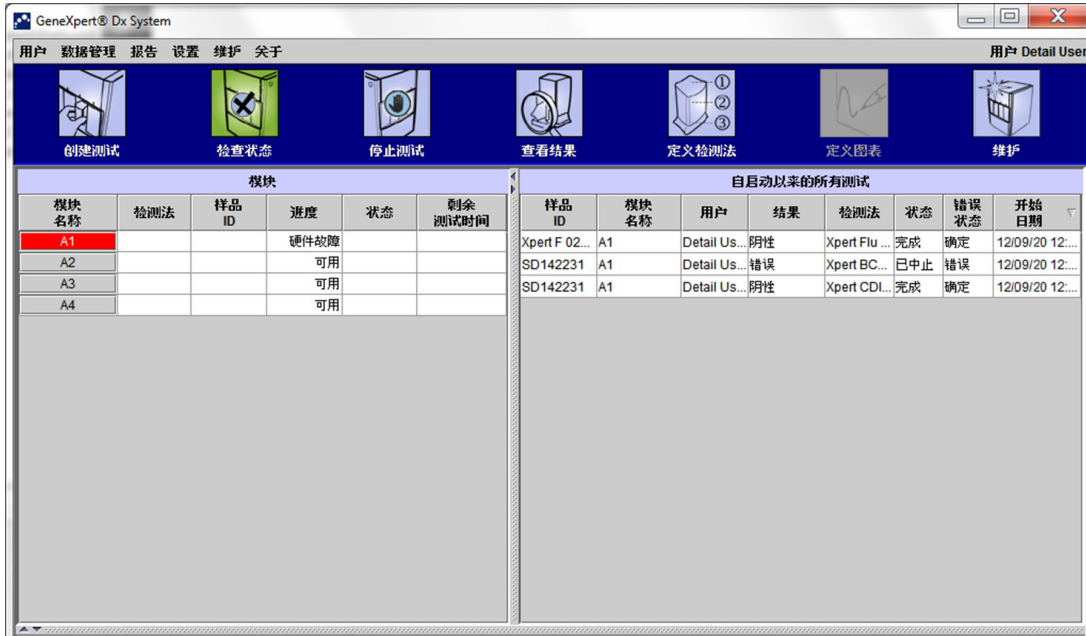 GeneXpert® Dx System
用户 数据管理 报告 设置 维护 关于
用户 Detail User
创建测试 检查状态 停止测试 查看结果 定义检测法 定义图表 维护
①
②
③
模块
模块名称 检测法 样品ID 进度 状态 剩余测试时间
A1 硬件故障
A2 可用
A3 可用
A4 可用
自启动以来的所有测试
样品ID 模块名称 用户 结果 检测法 状态 错误状态 开始日期
Xpert F 02... A1 Detail Us... 阴性 Xpert Flu ... 完成 确定 12/09/20 12:...
SD142231 A1 Detail Us... 错误 Xpert BC... 已中止 错误 12/09/20 12:...
SD142231 A1 Detail Us... 阴性 Xpert CDI... 完成 确定 12/09/20 12:...